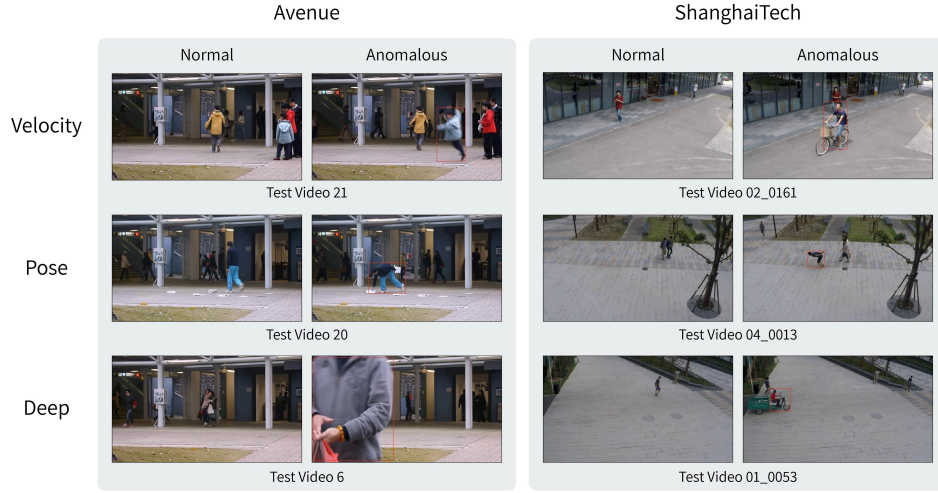 Avenue
ShanghaiTech
Normal
Anomalous
Normal
Anomalous
Velocity
Test Video 21
Test Video 02_0161
Pose
Test Video 20
Test Video 04_0013
Deep
Test Video 6
Test Video 01_0053